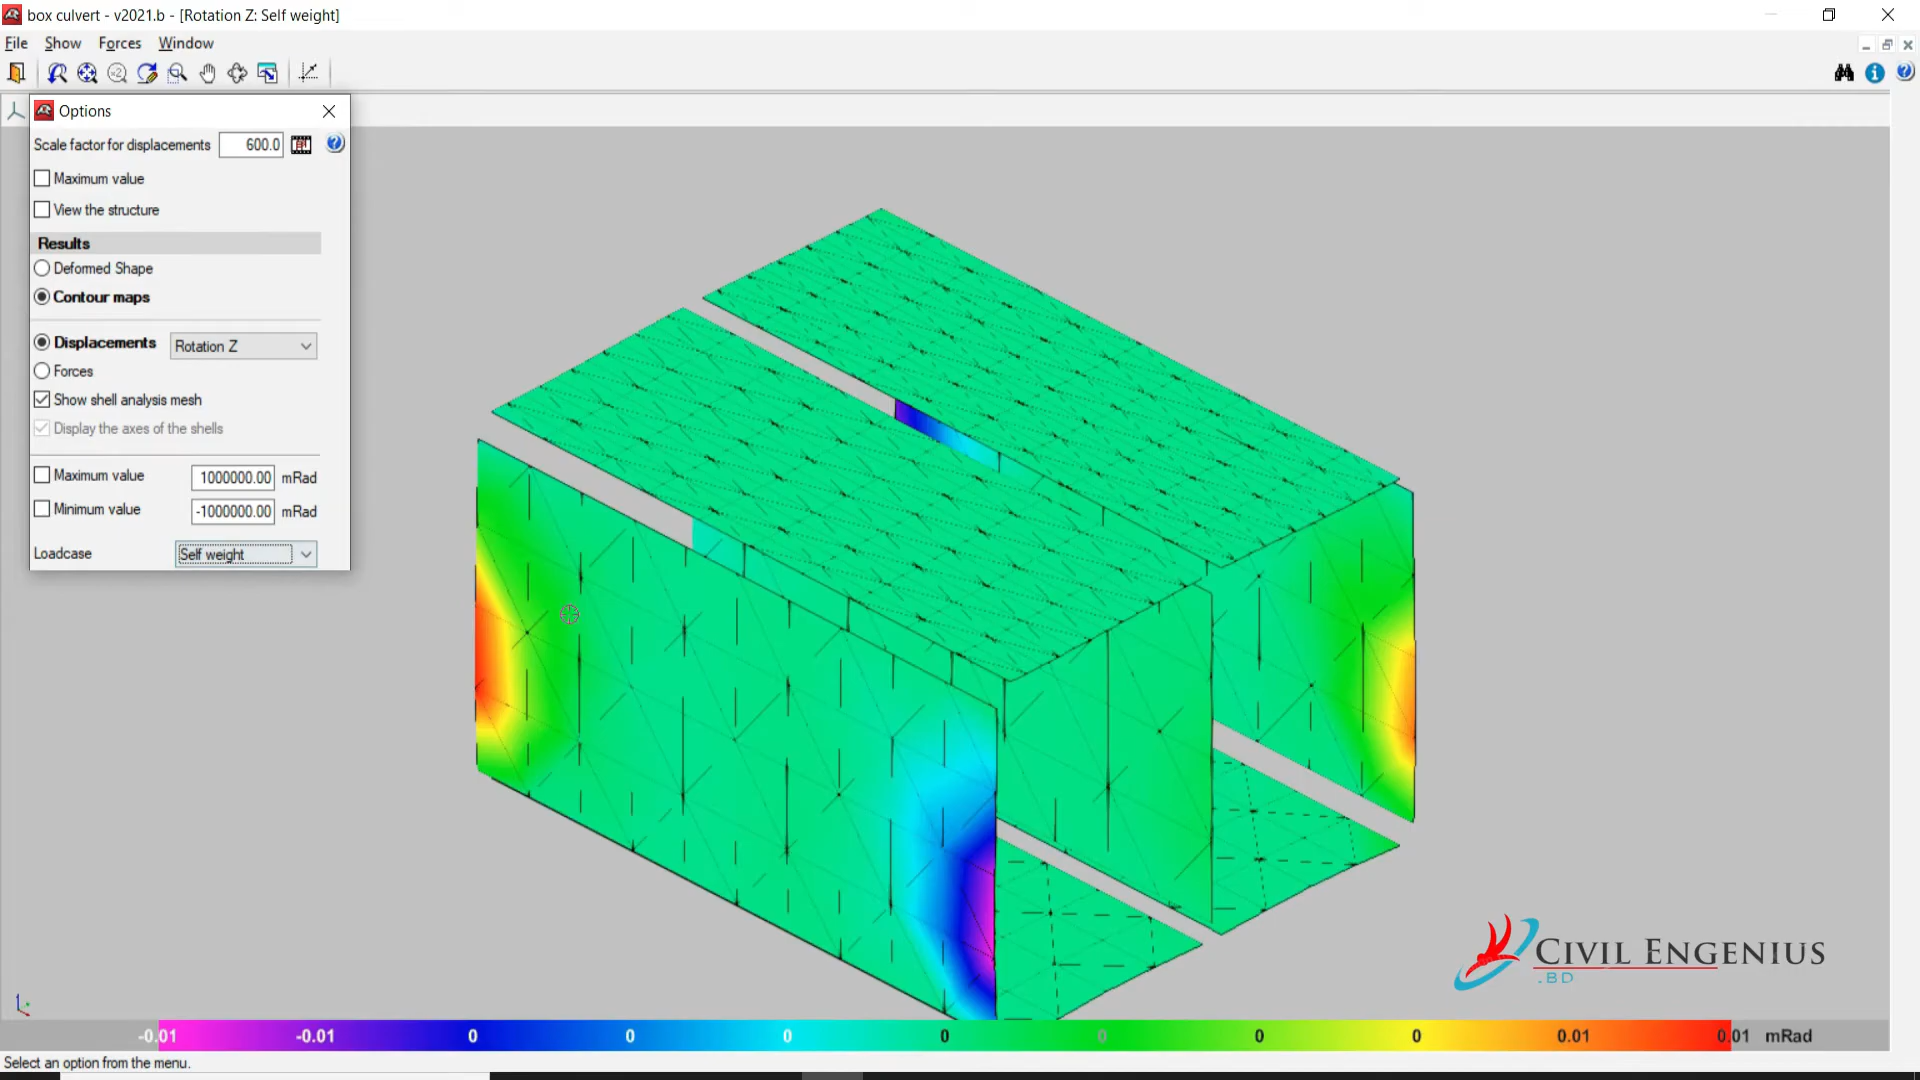 box culvert - v2021.b - [Rotation Z: Self weight]
File Show Forces Window
Options
Scale factor for displacements 600.0
Maximum value
View the structure
Results
Deformed Shape
Contour maps
Displacements Rotation Z
Forces
Show shell analysis mesh
Display the axes of the shells
Maximum value 1000000.00 mRad
Minimum value -1000000.00 mRad
Loadcase Self weight
CIVIL ENGENIUS
.BD
-0.01 -0.01 0 0 0 0 0 0 0 0.01 0.01 mRad
Select an option from the menu.